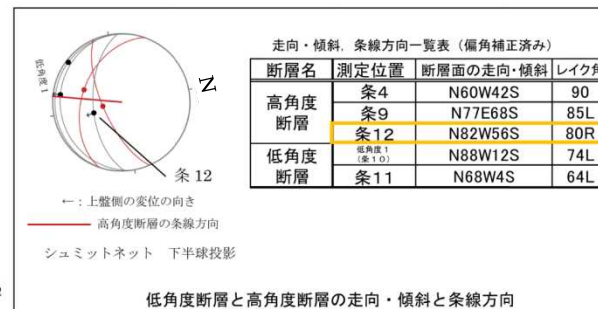 低角度1
N
条12
←：上盤側の変位の向き
高角度断層の条線方向
シュミットネット 下半球投影
走向・傾斜, 条線方向一覧表（偏角補正済み）
断層名 測定位置 断層面の走向・傾斜 レイク角
高角度断層
条4 N60W42S 90
条9 N77E68S 85L
条12 N82W56S 80R
低角度断層
低角度1（条10） N88W12S 74L
条11 N68W4S 64L
低角度断層と高角度断層の走向・傾斜と条線方向